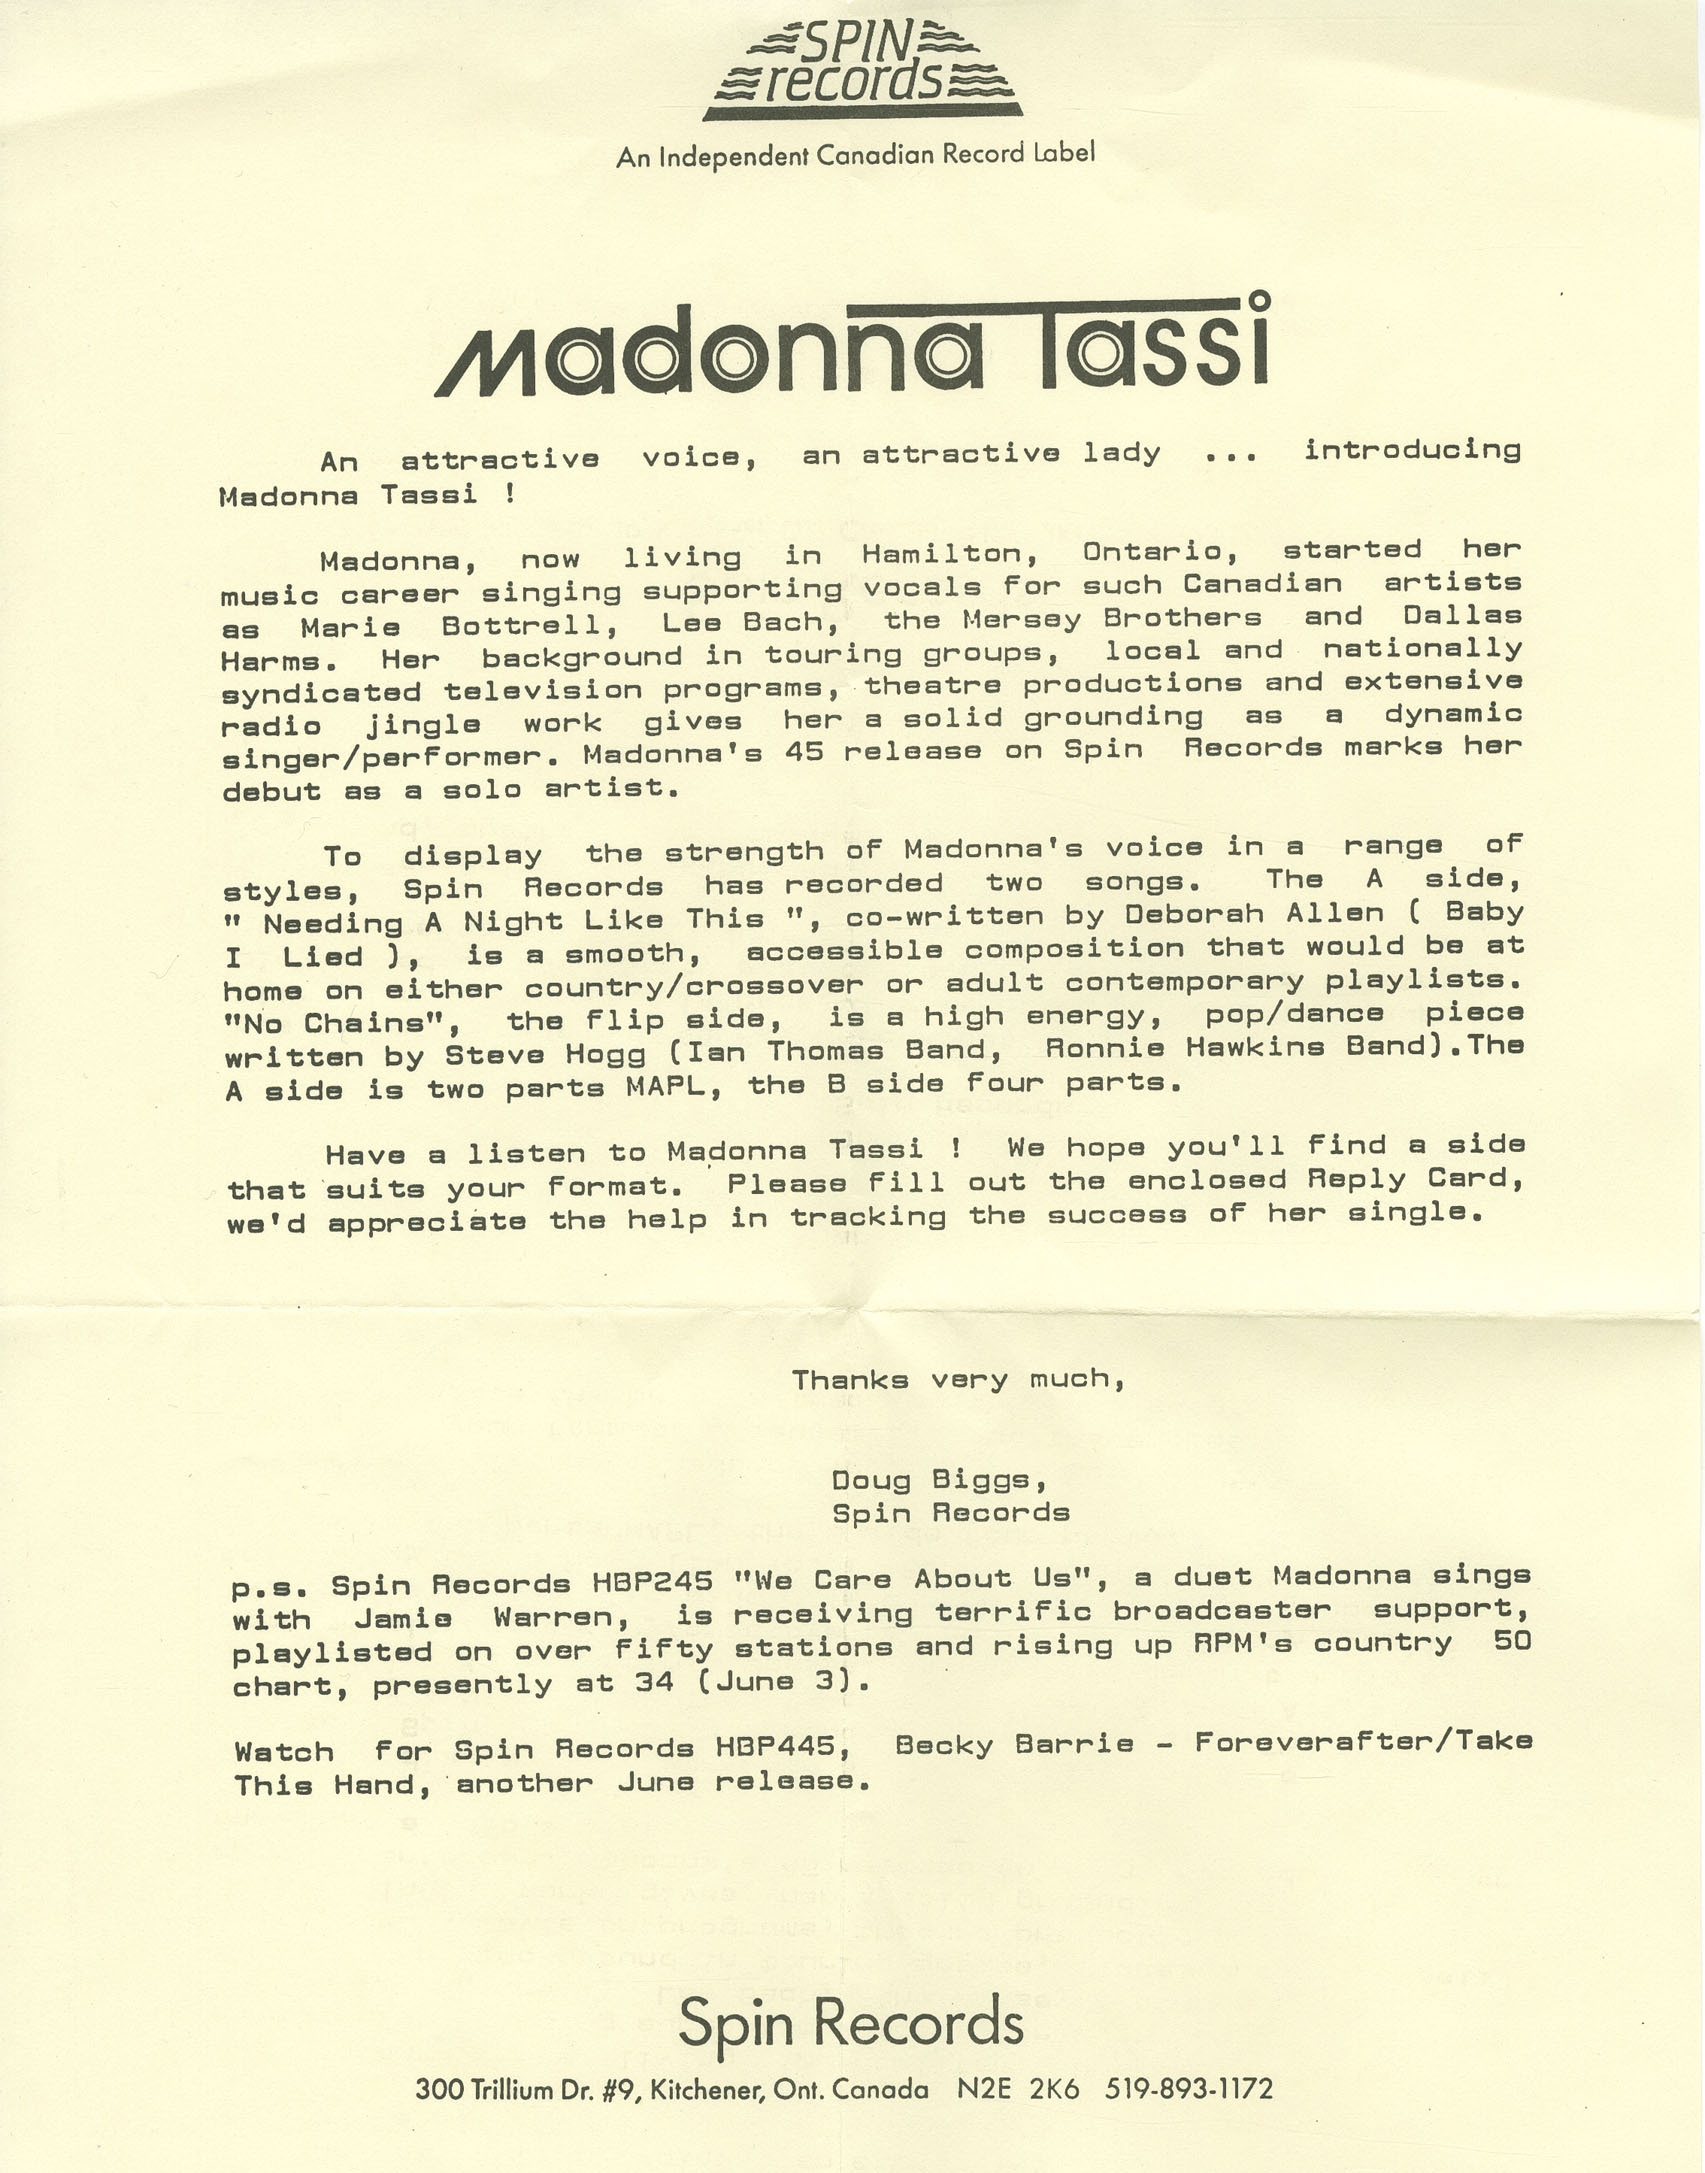 SPIN
records
An Independent Canadian Record Label
Madonna Tassi
An attractive voice, an attractive lady ... introducing
Madonna Tassi !
Madonna, now living in Hamilton, Ontario, started her
music career singing supporting vocals for such Canadian artists
as Marie Bottrell, Lee Bach, the Mersey Brothers and Dallas
Harms. Her background in touring groups, local and nationally
syndicated television programs, theatre productions and extensive
radio jingle work gives her a solid grounding as a dynamic
singer/performer. Madonna's 45 release on Spin Records marks her
debut as a solo artist.
To display the strength of Madonna's voice in a range of
styles, Spin Records has recorded two songs. The A side,
" Needing A Night Like This ", co-written by Deborah Allen ( Baby
I Lied ), is a smooth, accessible composition that would be at
home on either country/crossover or adult contemporary playlists.
"No Chains", the flip side, is a high energy, pop/dance piece
written by Steve Hogg (Ian Thomas Band, Ronnie Hawkins Band).The
A side is two parts MAPL, the B side four parts.
Have a listen to Madonna Tassi ! We hope you'll find a side
that suits your format. Please fill out the enclosed Reply Card,
we'd appreciate the help in tracking the success of her single.
Thanks very much,
Doug Biggs,
Spin Records
p.s. Spin Records HBP245 "We Care About Us", a duet Madonna sings
with Jamie Warren, is receiving terrific broadcaster support,
playlisted on over fifty stations and rising up RPM's country 50
chart, presently at 34 (June 3).
Watch for Spin Records HBP445, Becky Barrie - Foreverafter/Take
This Hand, another June release.
Spin Records
300 Trillium Dr. #9, Kitchener, Ont. Canada N2E 2K6 519-893-1172